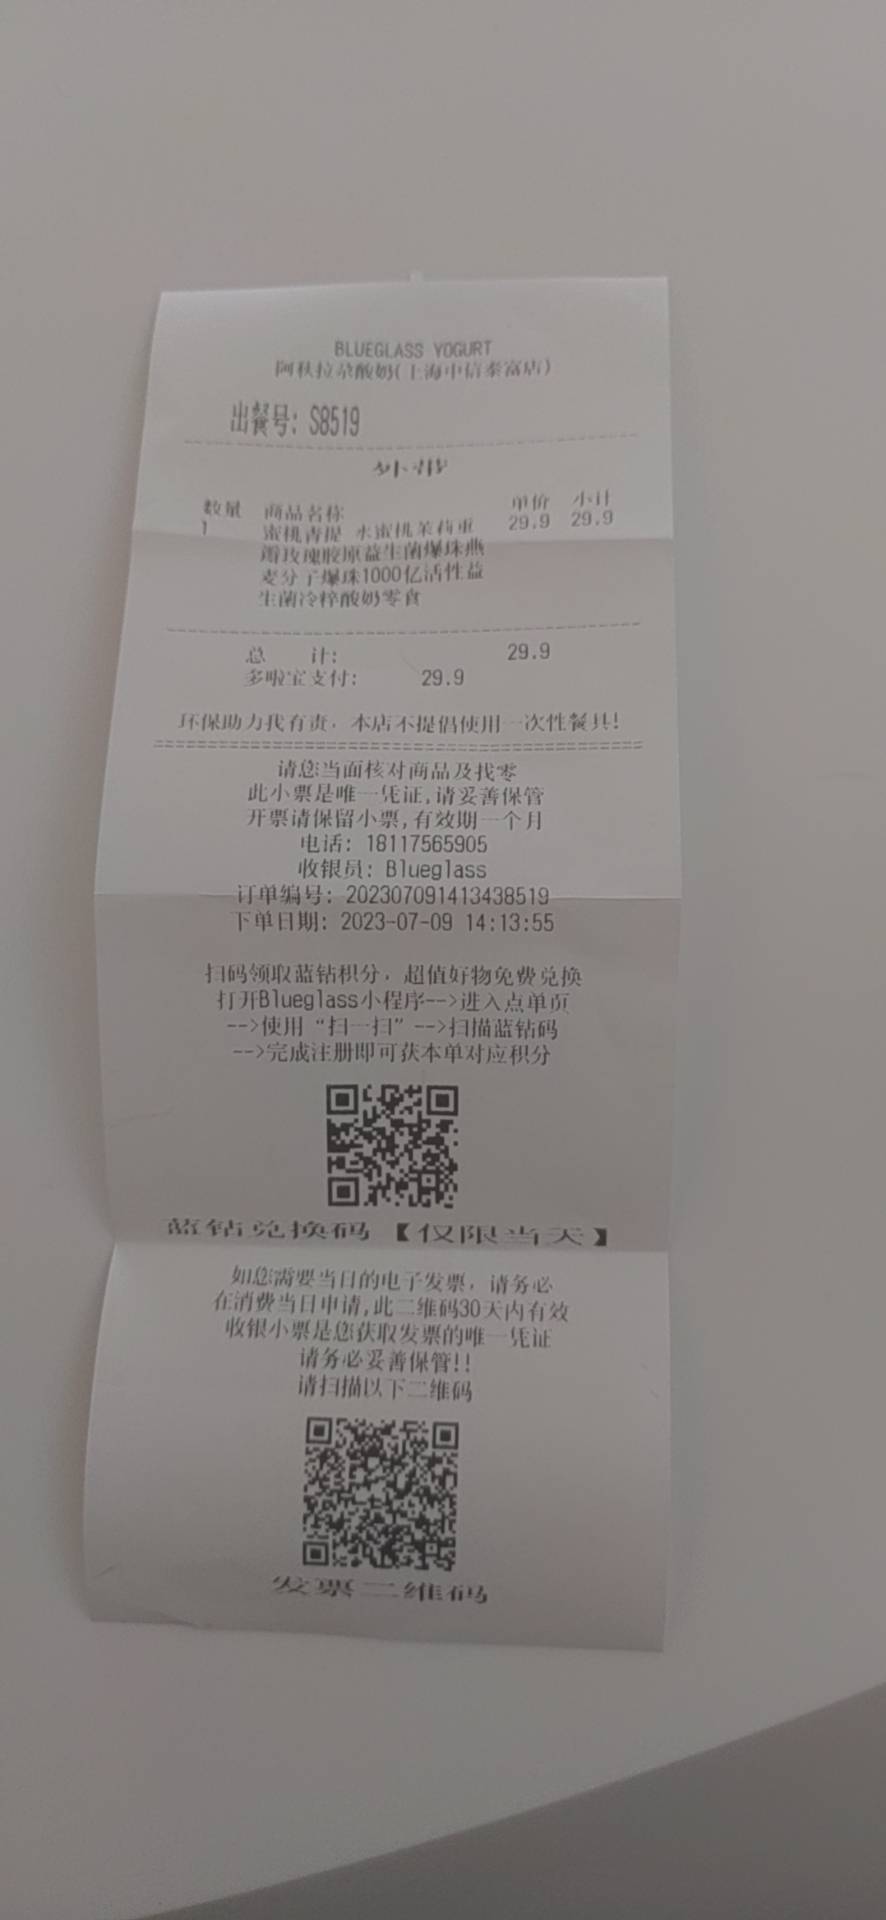 BLUEGLASS YOGURT
阿秋拉尕酸奶(上海中信泰富店)
出餐号: S8519
外带
数量 商品名称 单价 小计
1 蜜桃青提 水蜜桃茉莉重 29.9 29.9
瓣玫瑰胶原益生菌爆珠燕
麦分子爆珠1000亿活性益
生菌冷粹酸奶零食
总 计: 29.9
多啦宝支付: 29.9
环保助力我有责，本店不提倡使用一次性餐具!
请您当面核对商品及找零
此小票是唯一凭证,请妥善保管
开票请保留小票,有效期一个月
电话: 18117565905
收银员: Blueglass
订单编号: 202307091413438519
下单日期: 2023-07-09 14:13:55
扫码领取蓝钻积分，超值好物免费兑换
打开Blueglass小程序-->进入点单页
-->使用“扫一扫”-->扫描蓝钻码
-->完成注册即可获本单对应积分
蓝钻兑换码【仅限当天】
如您需要当日的电子发票，请务必
在消费当日申请,此二维码30天内有效
收银小票是您获取发票的唯一凭证
请务必妥善保管!!
请扫描以下二维码
发票二维码